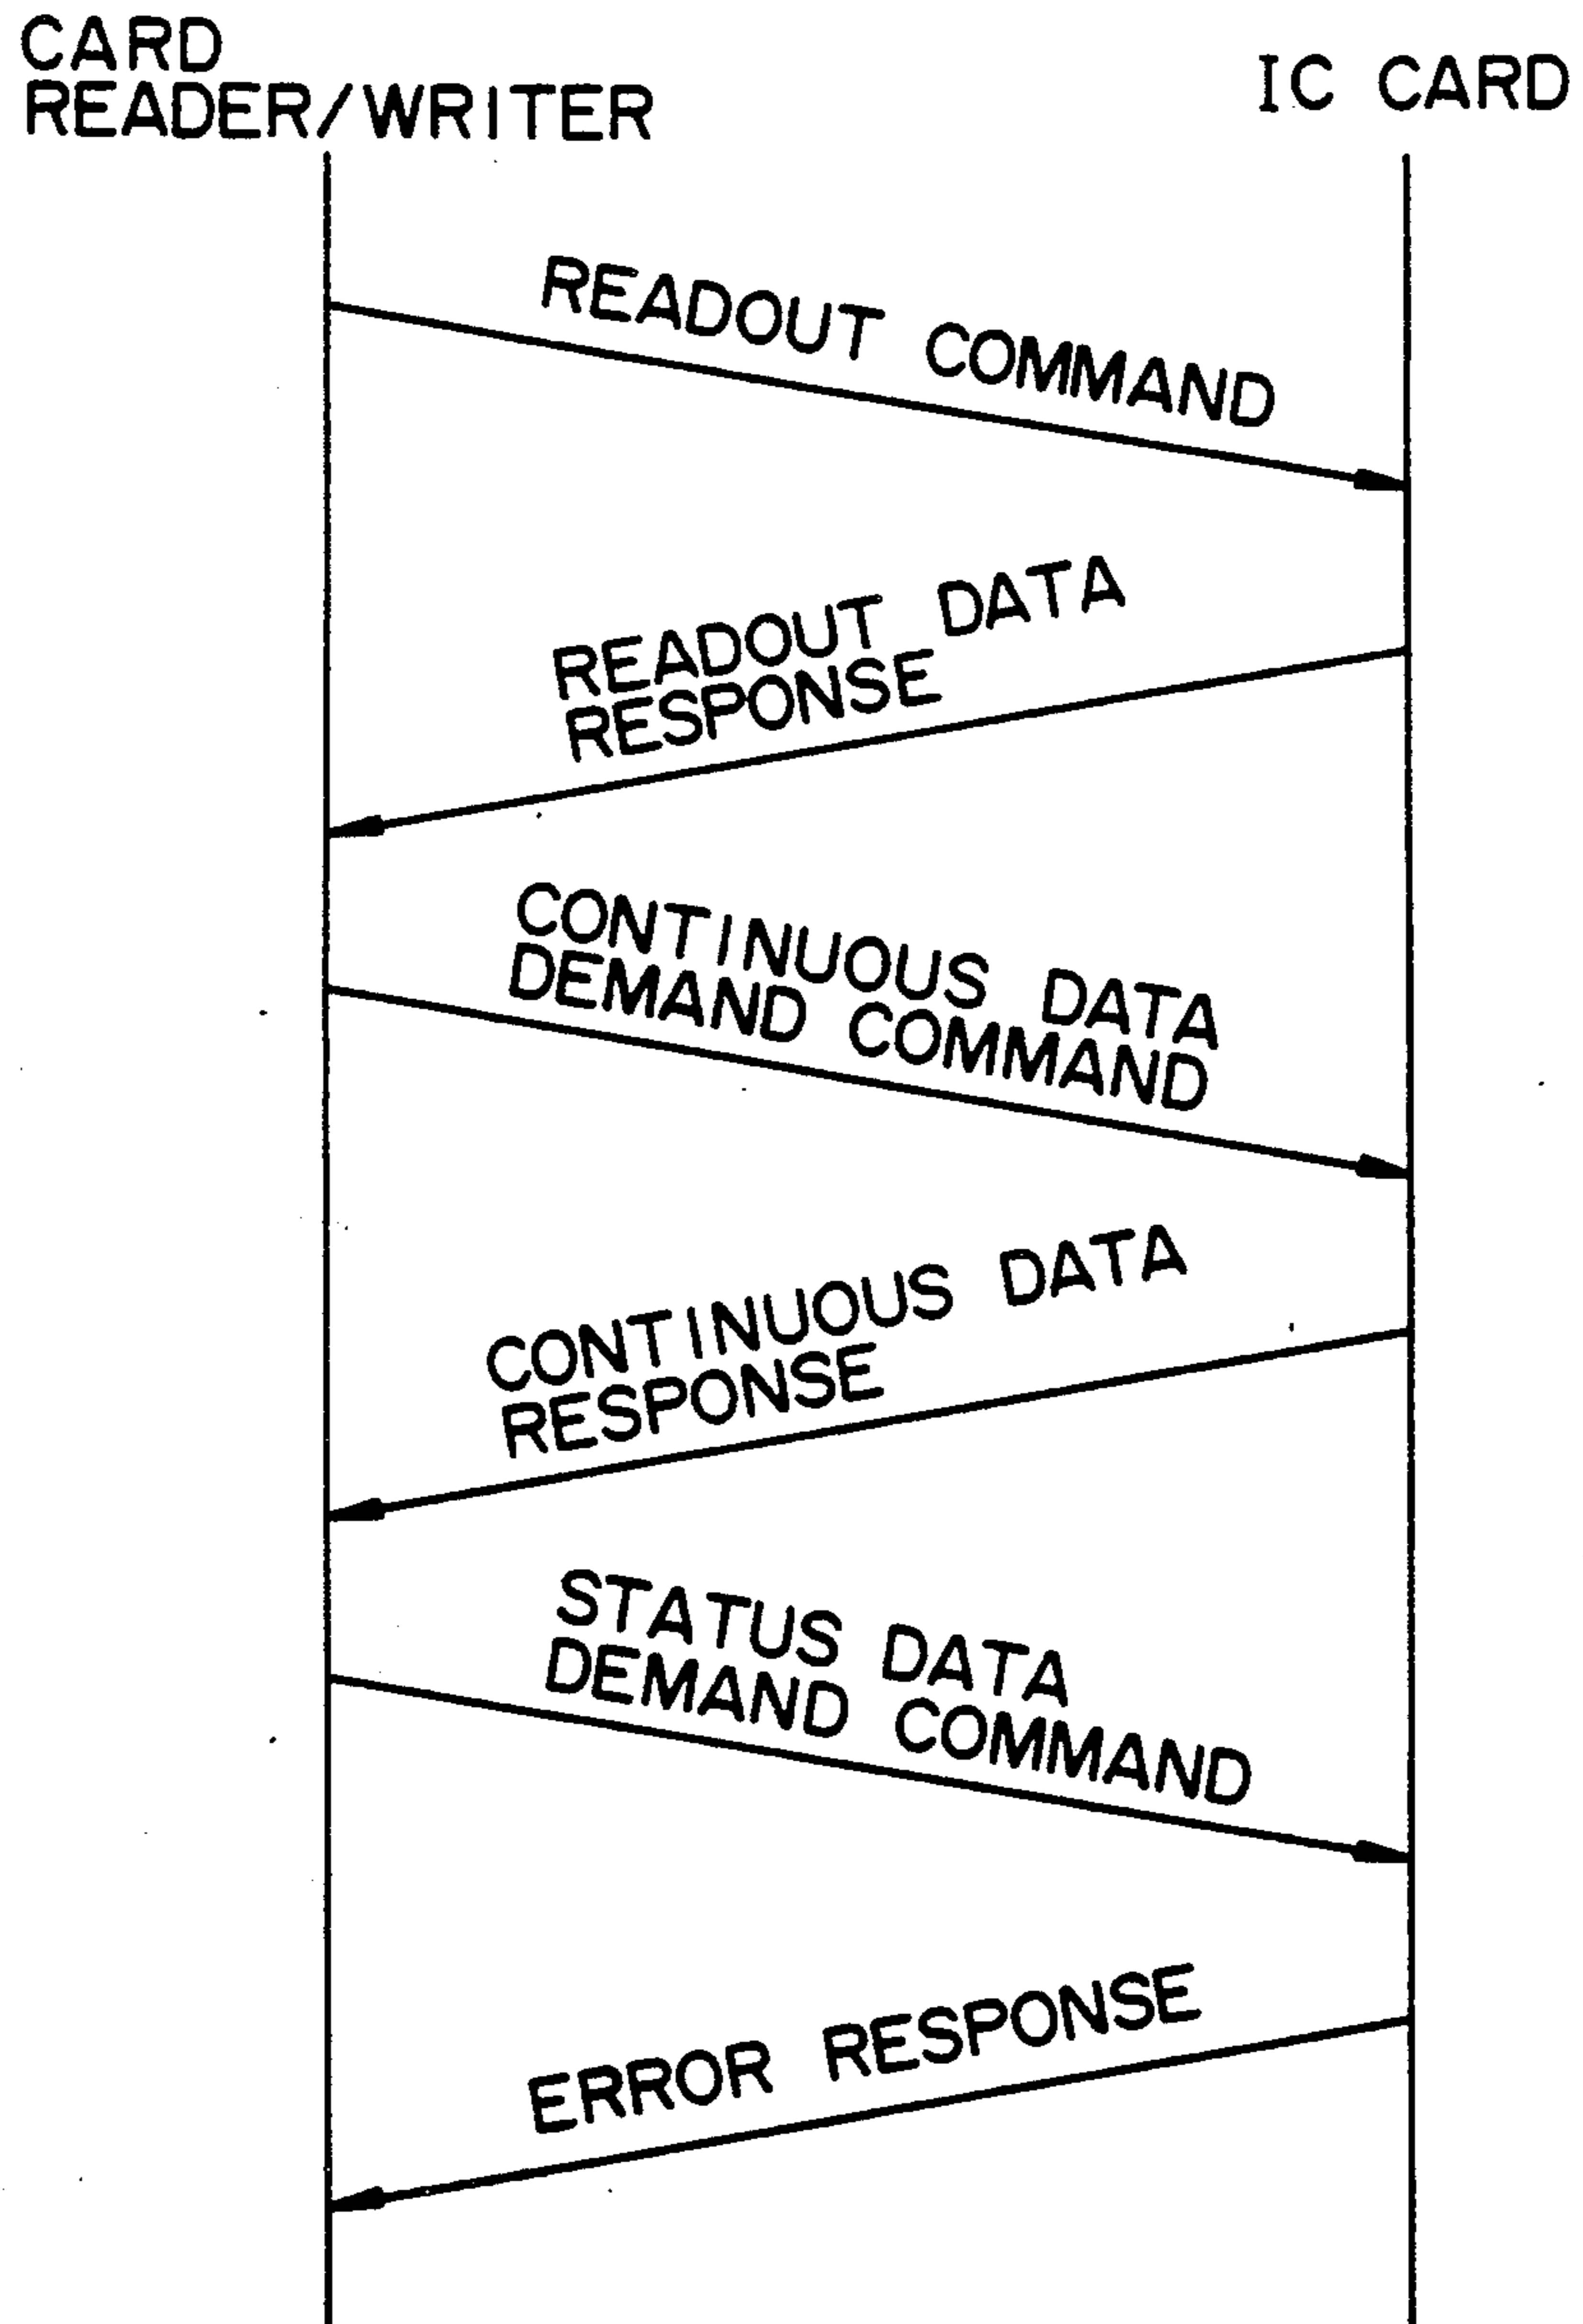 CARD
READER/WRITER
IC CARD
READOUT COMMAND
READOUT DATA
RESPONSE
CONTINUOUS DATA
DEMAND COMMAND
CONTINUOUS DATA
RESPONSE
STATUS DATA
DEMAND COMMAND
ERROR RESPONSE